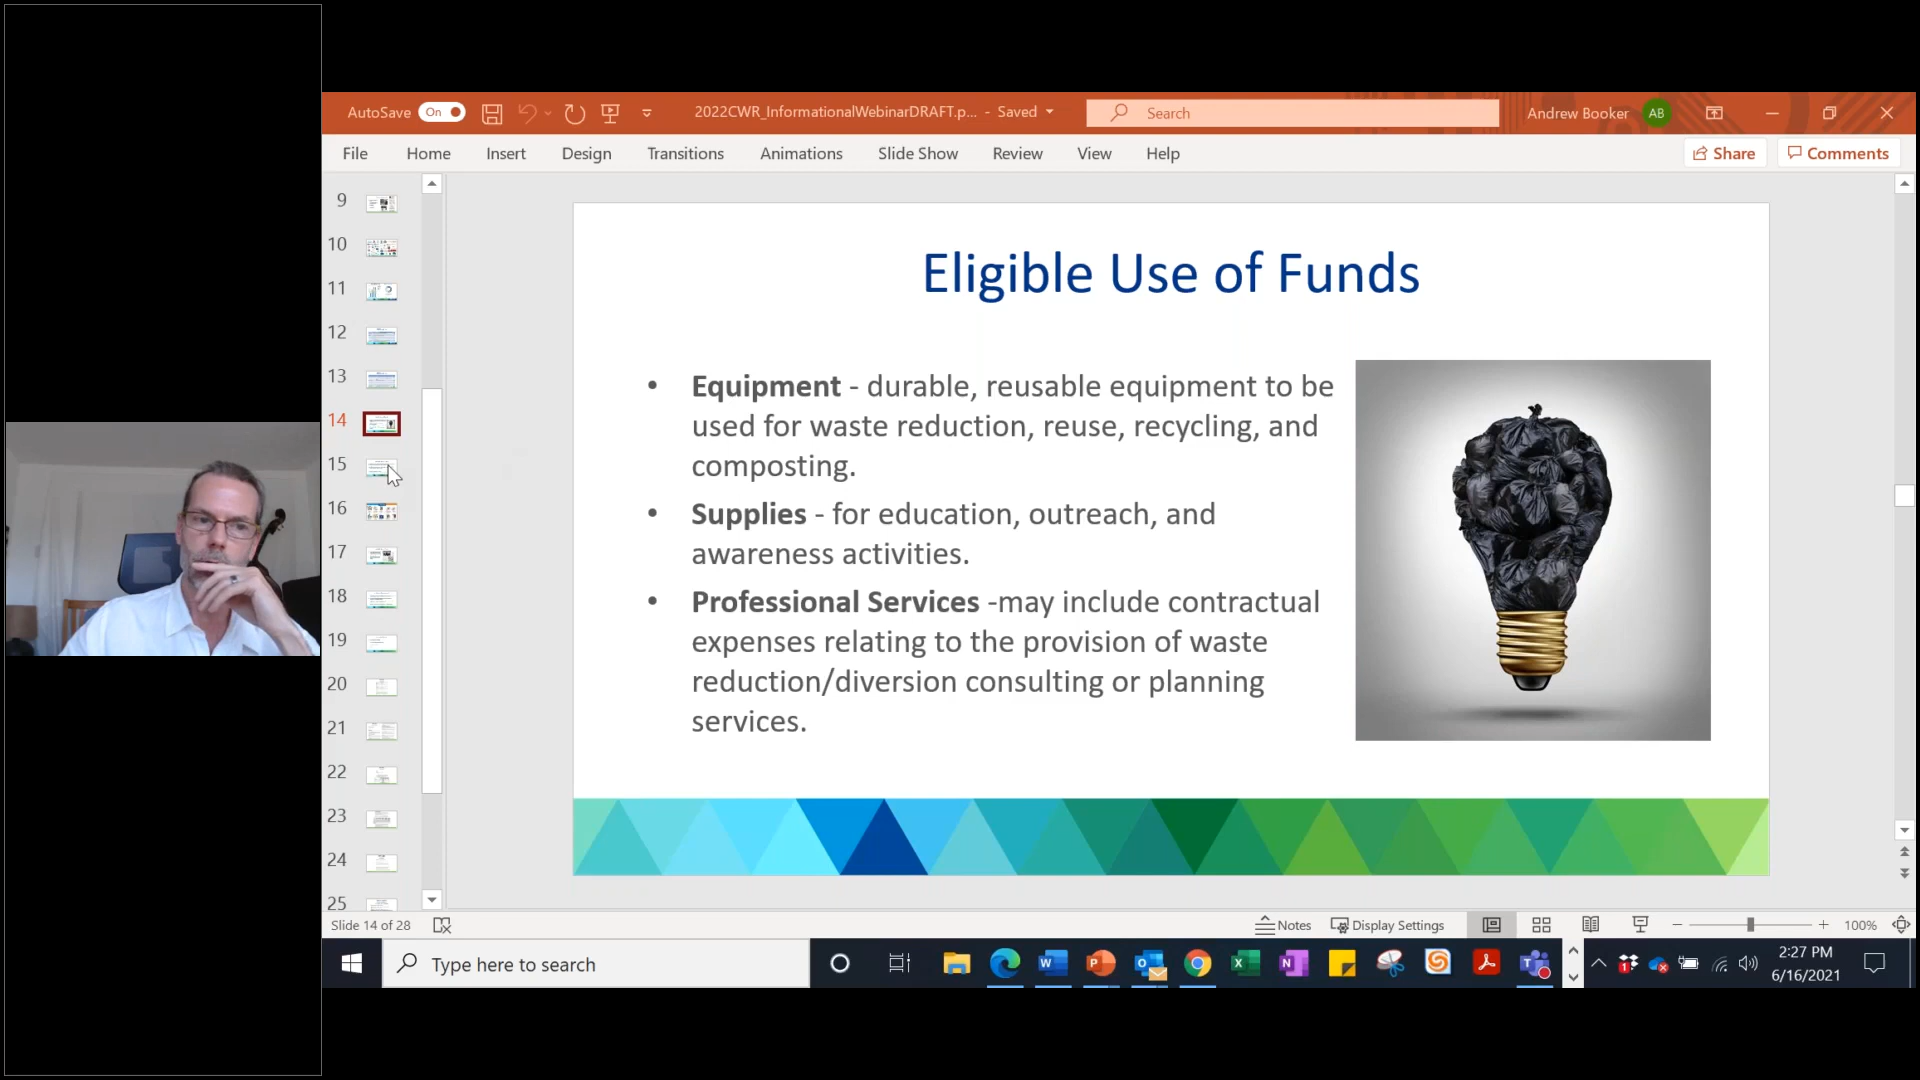 AutoSave On 2022CWR_InformationalWebinarDRAFT.p... - Saved Search Andrew Booker AB
File Home Insert Design Transitions Animations Slide Show Review View Help Share Comments
9
10
11
12
13
14
15
16
17
18
19
20
21
22
23
24
25
Eligible Use of Funds
• Equipment - durable, reusable equipment to be
used for waste reduction, reuse, recycling, and
composting.
• Supplies - for education, outreach, and
awareness activities.
• Professional Services -may include contractual
expenses relating to the provision of waste
reduction/diversion consulting or planning
services.
Slide 14 of 28 Notes Display Settings 100%
Type here to search
2:27 PM
6/16/2021